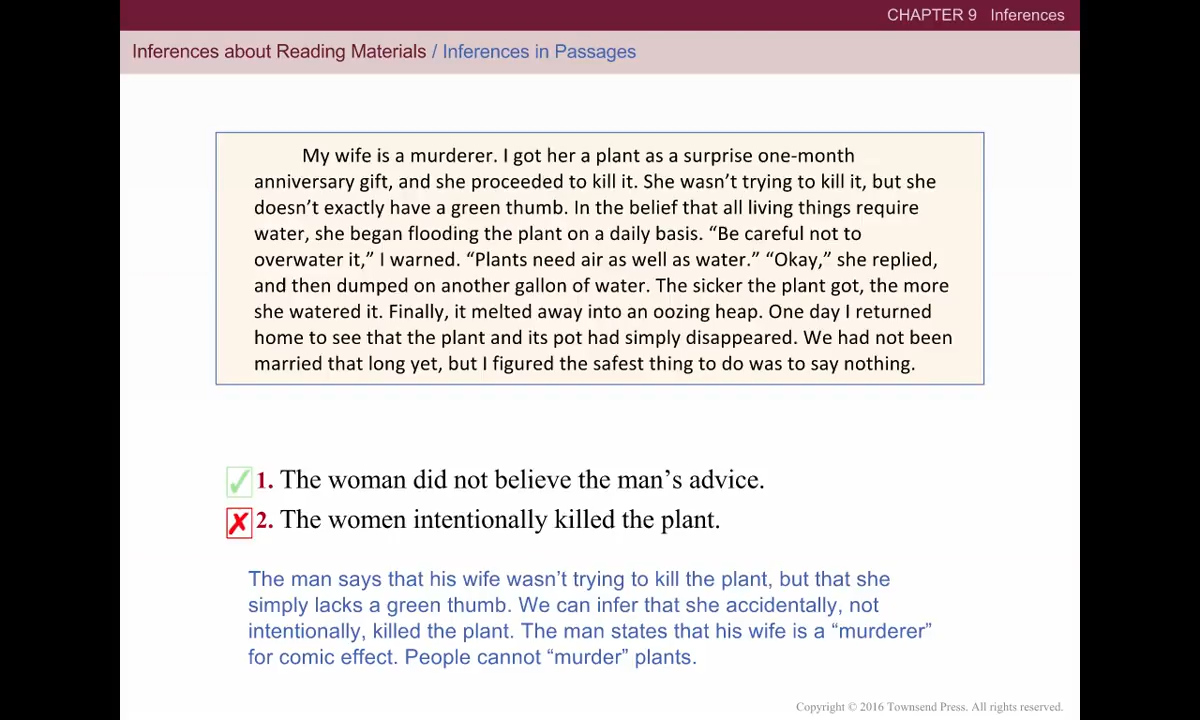 CHAPTER 9 Inferences
Inferences about Reading Materials / Inferences in Passages
My wife is a murderer. I got her a plant as a surprise one-month
anniversary gift, and she proceeded to kill it. She wasn’t trying to kill it, but she
doesn’t exactly have a green thumb. In the belief that all living things require
water, she began flooding the plant on a daily basis. “Be careful not to
overwater it,” I warned. “Plants need air as well as water.” “Okay,” she replied,
and then dumped on another gallon of water. The sicker the plant got, the more
she watered it. Finally, it melted away into an oozing heap. One day I returned
home to see that the plant and its pot had simply disappeared. We had not been
married that long yet, but I figured the safest thing to do was to say nothing.
1. The woman did not believe the man’s advice.
2. The women intentionally killed the plant.
The man says that his wife wasn’t trying to kill the plant, but that she
simply lacks a green thumb. We can infer that she accidentally, not
intentionally, killed the plant. The man states that his wife is a “murderer”
for comic effect. People cannot “murder” plants.
Copyright © 2016 Townsend Press. All rights reserved.